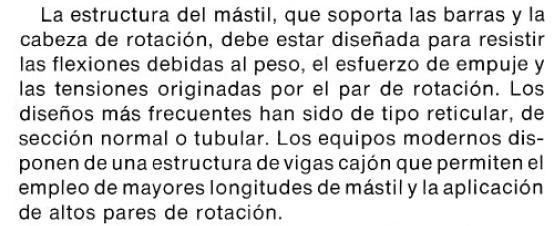 La estructura del mástil, que soporta las barras y la
cabeza de rotación, debe estar diseñada para resistir
las flexiones debidas al peso, el esfuerzo de empuje y
las tensiones originadas por el par de rotación. Los
diseños más frecuentes han sido de tipo reticular, de
sección normal o tubular. Los equipos modernos dis-
ponen de una estructura de vigas cajón que permiten el
empleo de mayores longitudes de mástil y la aplicación
de altos pares de rotación.